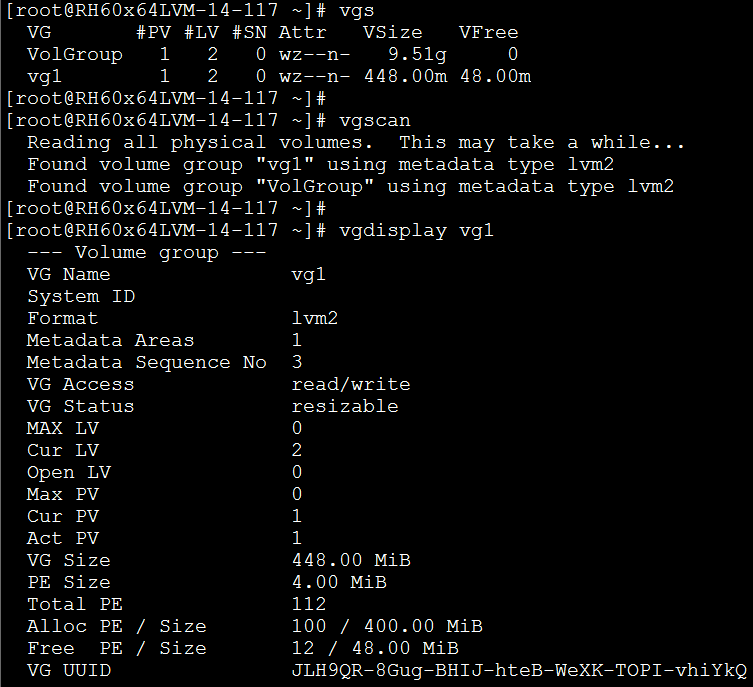 [root@RH60x64LVM-14-117 ~]# vgs
  VG       #PV #LV #SN Attr   VSize   VFree
  VolGroup   1   2   0 wz--n-   9.51g     0
  vg1        1   2   0 wz--n- 448.00m 48.00m
[root@RH60x64LVM-14-117 ~]#
[root@RH60x64LVM-14-117 ~]# vgscan
  Reading all physical volumes.  This may take a while...
  Found volume group "vg1" using metadata type lvm2
  Found volume group "VolGroup" using metadata type lvm2
[root@RH60x64LVM-14-117 ~]#
[root@RH60x64LVM-14-117 ~]# vgdisplay vg1
  --- Volume group ---
  VG Name               vg1
  System ID
  Format                lvm2
  Metadata Areas        1
  Metadata Sequence No  3
  VG Access             read/write
  VG Status             resizable
  MAX LV                0
  Cur LV                2
  Open LV               0
  Max PV                0
  Cur PV                1
  Act PV                1
  VG Size               448.00 MiB
  PE Size               4.00 MiB
  Total PE              112
  Alloc PE / Size       100 / 400.00 MiB
  Free  PE / Size       12 / 48.00 MiB
  VG UUID               JLH9QR-8Gug-BHIJ-hteB-WeXK-TOPI-vhiYkQ